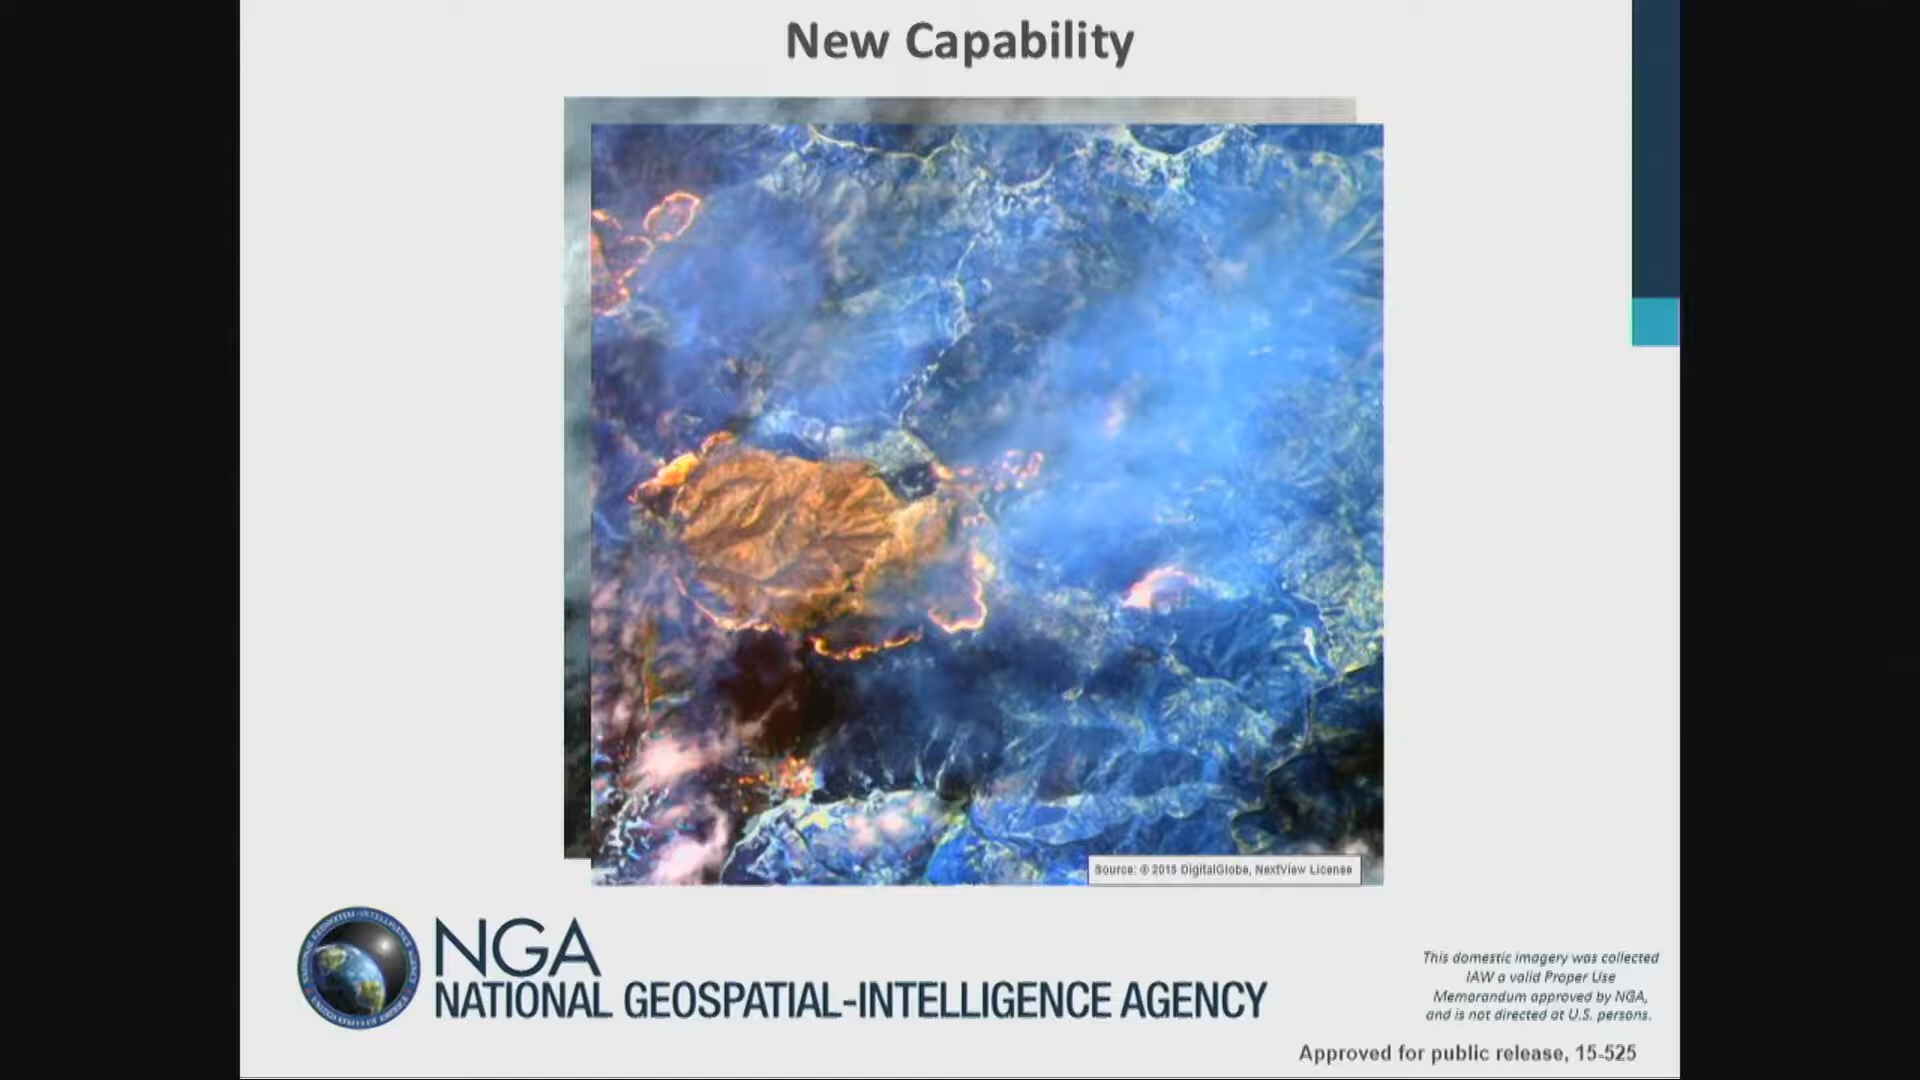 New Capability
Source: © 2015 DigitalGlobe, NextView License
NGA
NATIONAL GEOSPATIAL-INTELLIGENCE AGENCY
This domestic imagery was collected
IAW a valid Proper Use
Memorandum approved by NGA,
and is not directed at U.S. persons.
Approved for public release, 15-525